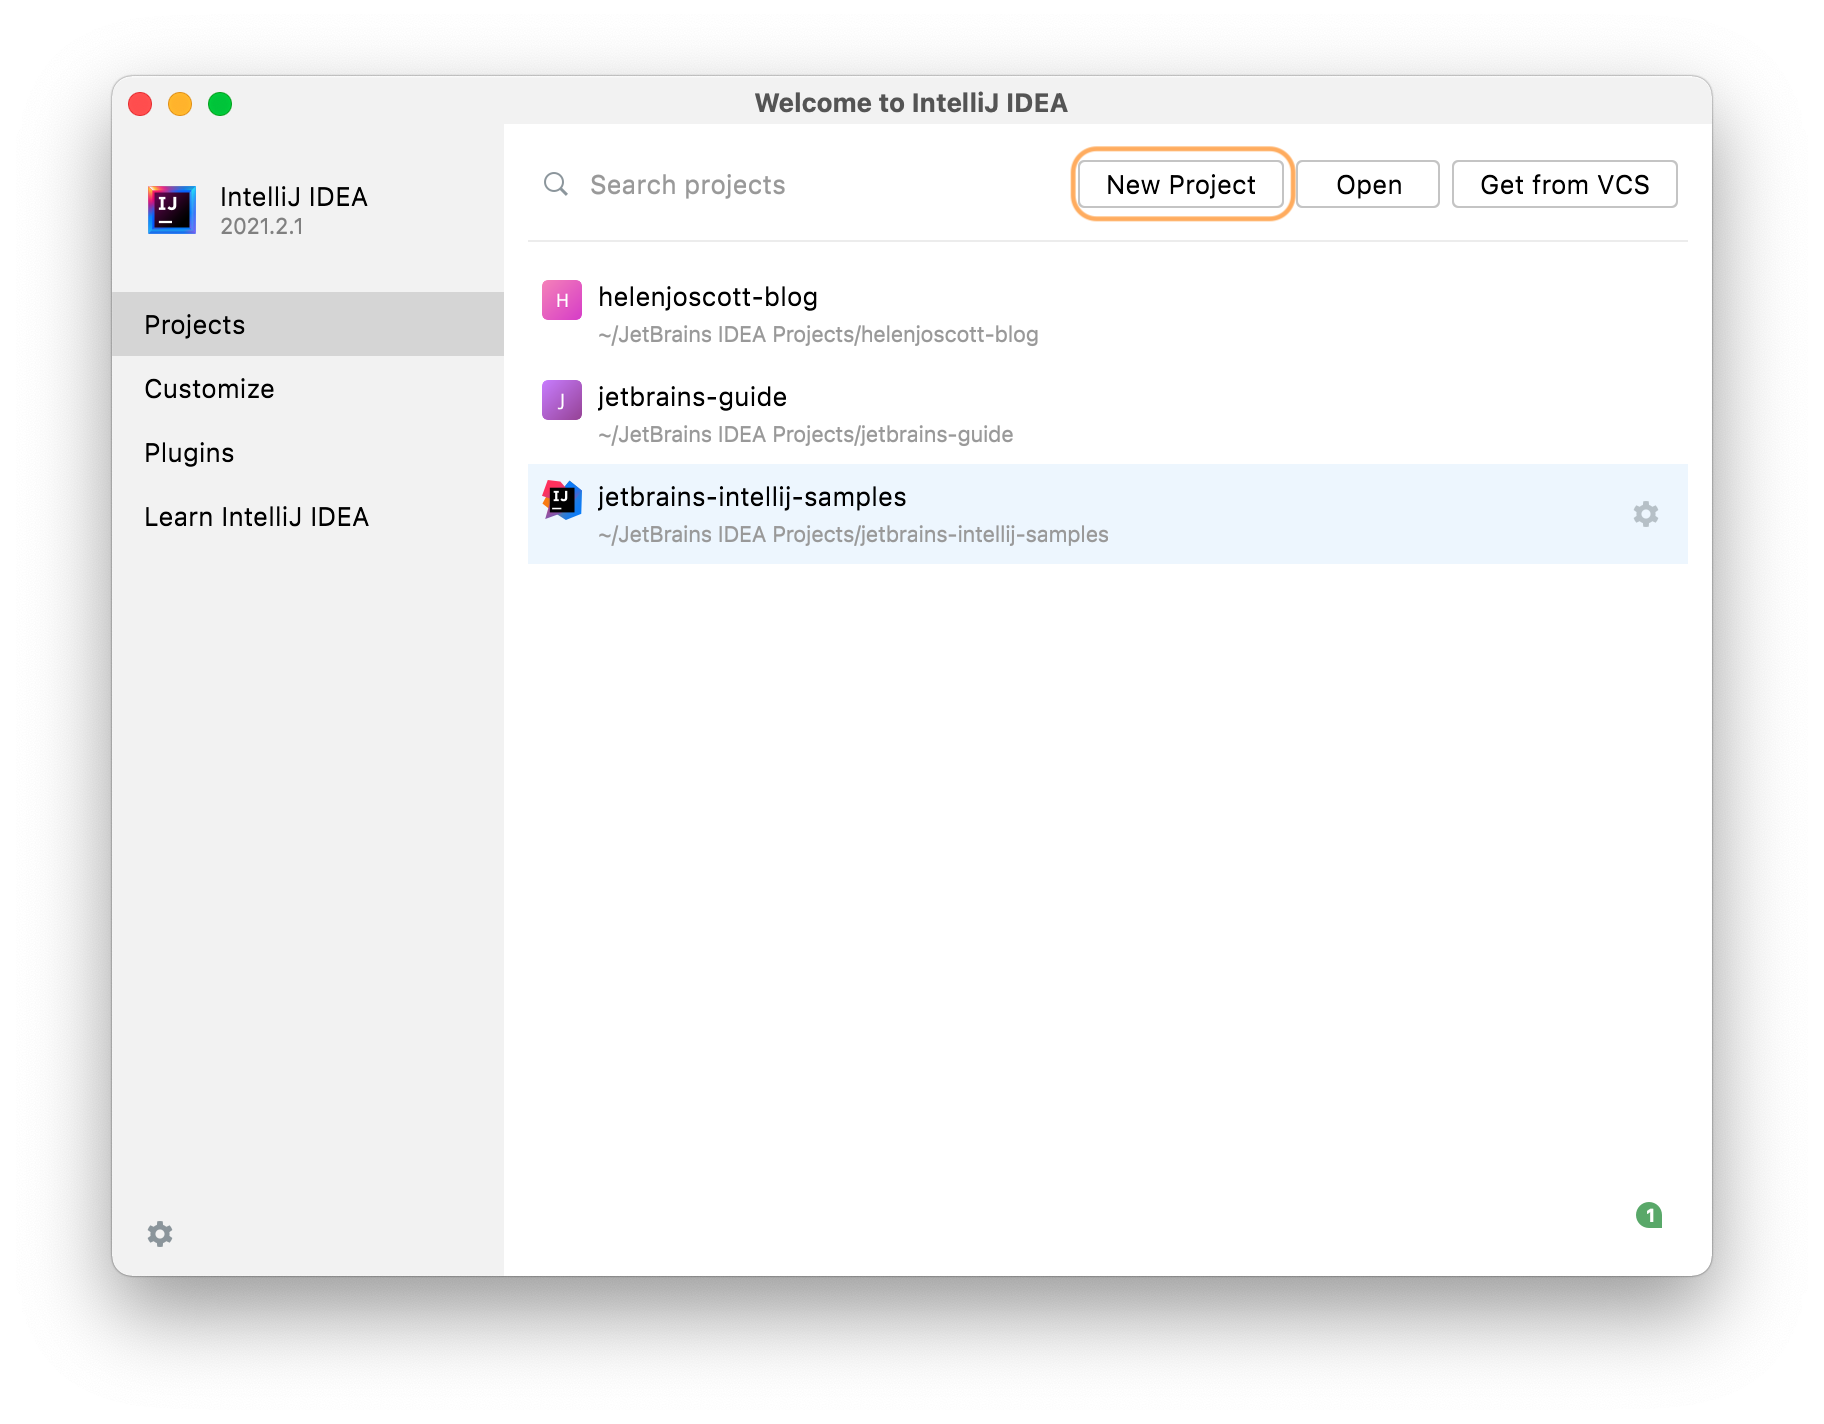 Welcome to IntelliJ IDEA
IJ
IntelliJ IDEA
2021.2.1
Projects
Customize
Plugins
Learn IntelliJ IDEA
Search projects
New Project
Open
Get from VCS
H
helenjoscott-blog
~/JetBrains IDEA Projects/helenjoscott-blog
J
jetbrains-guide
~/JetBrains IDEA Projects/jetbrains-guide
IJ
jetbrains-intellij-samples
~/JetBrains IDEA Projects/jetbrains-intellij-samples
1